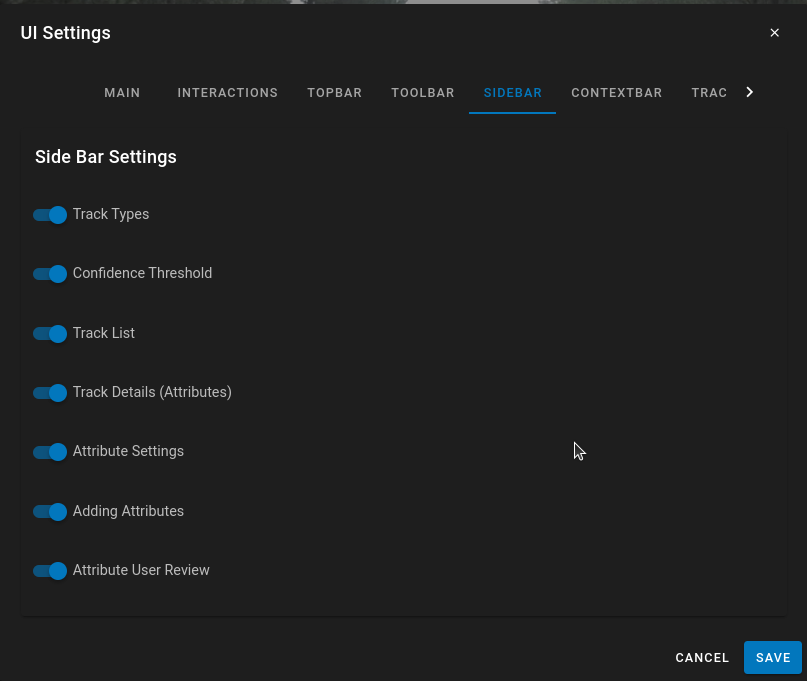 UI Settings
MAIN INTERACTIONS TOPBAR TOOLBAR SIDEBAR CONTEXTBAR TRAC
Side Bar Settings
Track Types
Confidence Threshold
Track List
Track Details (Attributes)
Attribute Settings
Adding Attributes
Attribute User Review
CANCEL SAVE